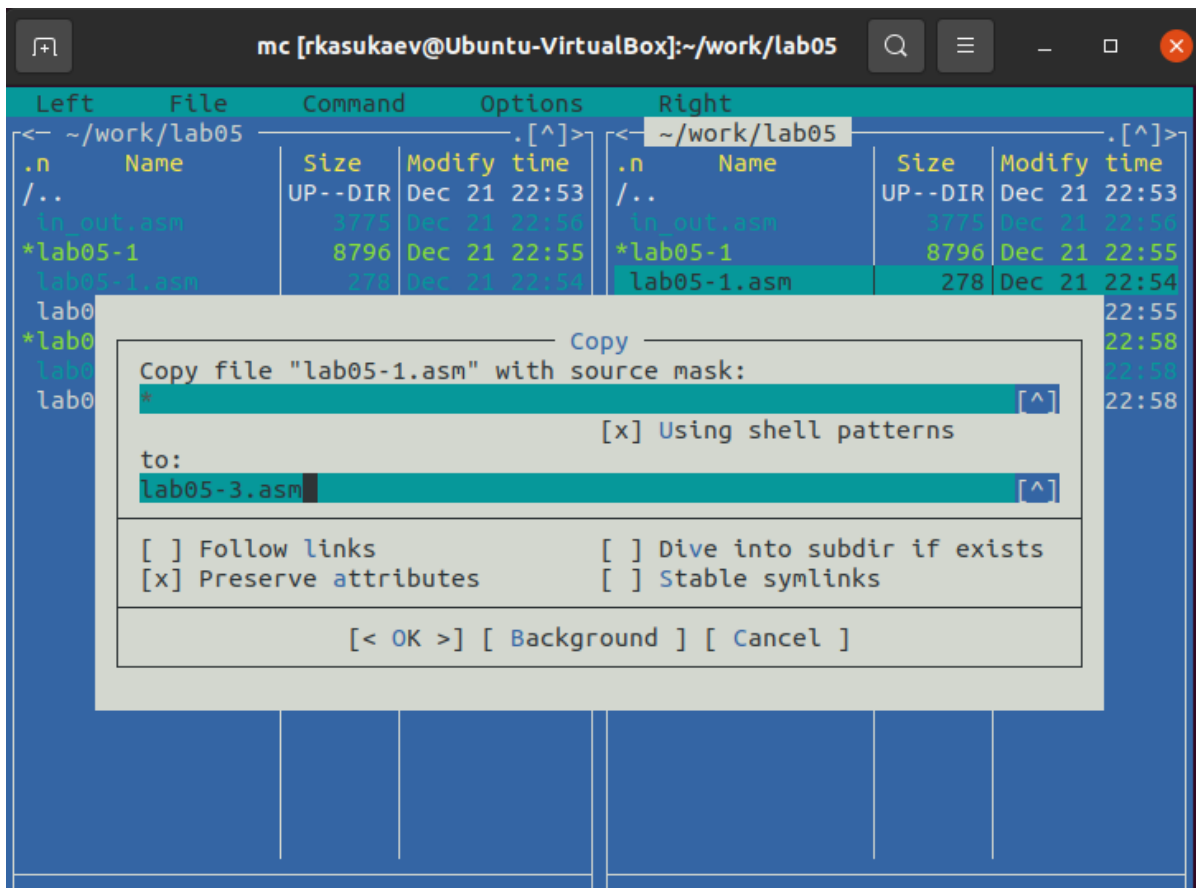 mc [rkasukaev@Ubuntu-VirtualBox]:~/work/lab05
Left File Command Options Right
<─ ~/work/lab05 ─.[^]>┐ ┌<─ ~/work/lab05 ─.[^]>
.n Name Size Modify time .n Name Size Modify time
/.. UP--DIR Dec 21 22:53 /.. UP--DIR Dec 21 22:53
in_out.asm 3775 Dec 21 22:56 in_out.asm 3775 Dec 21 22:56
*lab05-1 8796 Dec 21 22:55 *lab05-1 8796 Dec 21 22:55
lab05-1.asm 278 Dec 21 22:54 lab05-1.asm 278 Dec 21 22:54
lab0 22:55
*lab0 Copy 22:58
lab0 Copy file "lab05-1.asm" with source mask: 22:58
lab0 * [^] 22:58
[x] Using shell patterns
to:
lab05-3.asm [^]
[ ] Follow links [ ] Dive into subdir if exists
[x] Preserve attributes [ ] Stable symlinks
[< OK >] [ Background ] [ Cancel ]